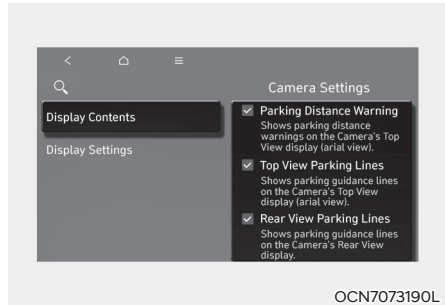 Camera Settings
Display Contents
Display Settings
Parking Distance Warning
Shows parking distance
warnings on the Camera's Top
View display (arial view).
Top View Parking Lines
Shows parking guidance lines
on the Camera's Top View
display (arial view).
Rear View Parking Lines
Shows parking guidance lines
on the Camera's Rear View
display.
OCN7073190L